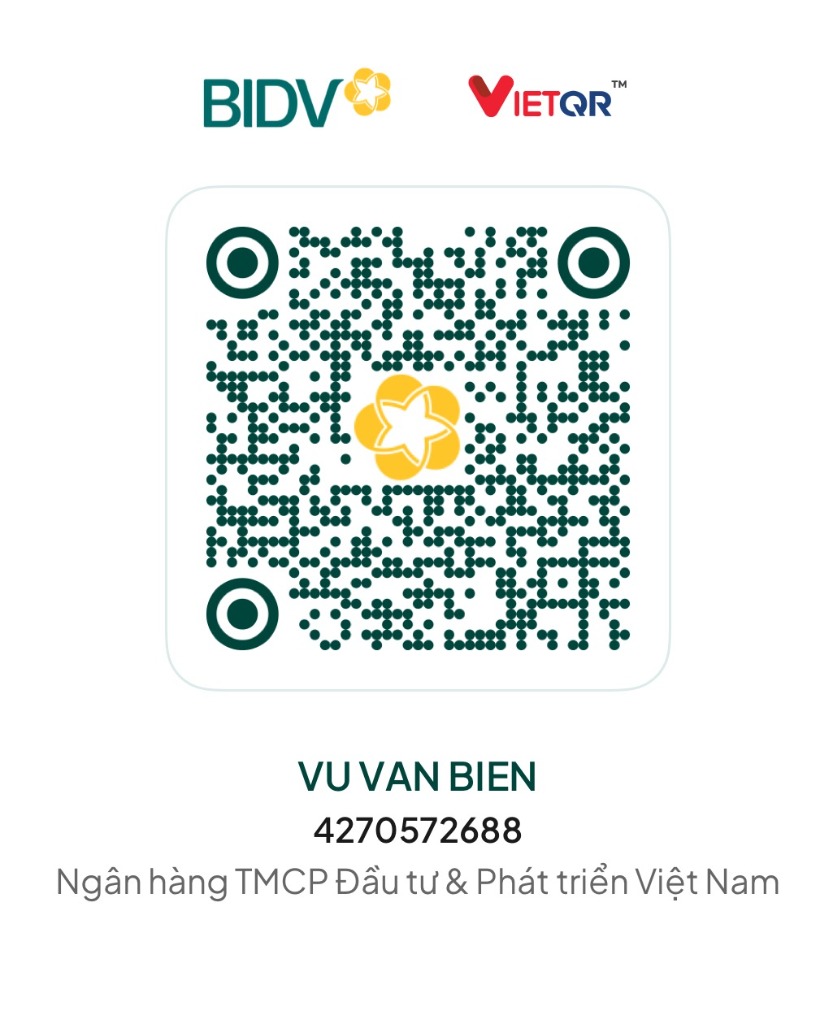 BIDV VIETQR™
VU VAN BIEN
4270572688
Ngân hàng TMCP Đầu tư & Phát triển Việt Nam